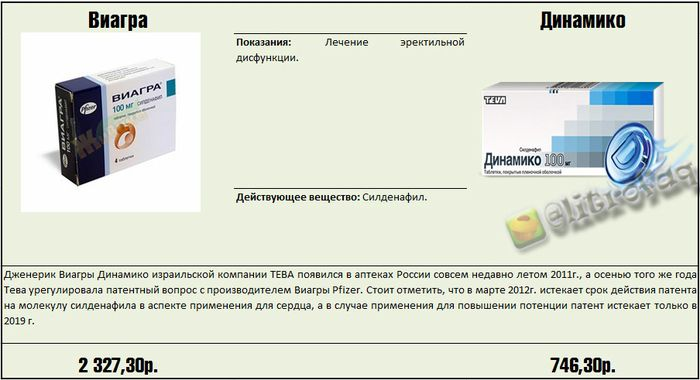 Виагра
Динамико
Показания: Лечение эректильной
дисфункции.
Pfizer
ВИАГРА®
100 мг СИЛДЕНАФИЛ
4 таблетки
TEVA
Силденафил
Динамико 100 мг
Таблетки, покрытые пленочной оболочкой
@litrofaq
Действующее вещество: Силденафил.
Дженерик Виагры Динамико израильской компании ТЕВА появился в аптеках России совсем недавно летом 2011г., а осенью того же года
Тева урегулировала патентный вопрос с производителем Виагры Pfizer. Стоит отметить, что в марте 2012г. истекает срок действия патента
на молекулу силденафила в аспекте применения для сердца, а в случае применения для повышении потенции патент истекает только в
2019 г.
2 327,30р.
746,30р.